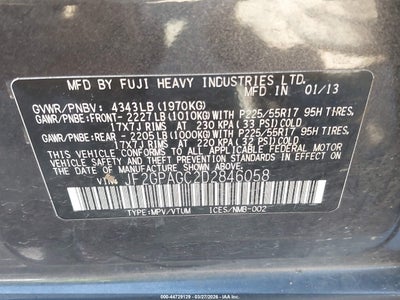 MFD BY FUJI HEAVY INDUSTRIES LTD.
MFD IN 01/13
GVWR/PNBV: 4343LB (1970KG)
GAWR/PNBE:FRONT- 2227LB (1010KG) WITH P225/55R17 95H TIRES,
17X7J RIMS AT 230 KPA (33 PSI) COLD
GAWR/PNBE:REAR - 2205LB (1000KG) WITH P225/55R17 95H TIRES,
17X7J RIMS AT 220 KPA (32 PSI) COLD
THIS VEHICLE CONFORMS TO ALL APPLICABLE FEDERAL MOTOR
VEHICLE SAFETY AND THEFT PREVENTION STANDARDS IN
EFFECT ON THE DATE OF MANUFACTURE SHOWN ABOVE.
VIN: JF2GPAGC2D2846058
TYPE:MPV/VTUM ICES/NMB-002
000-44729129 - 03/27/2026 -